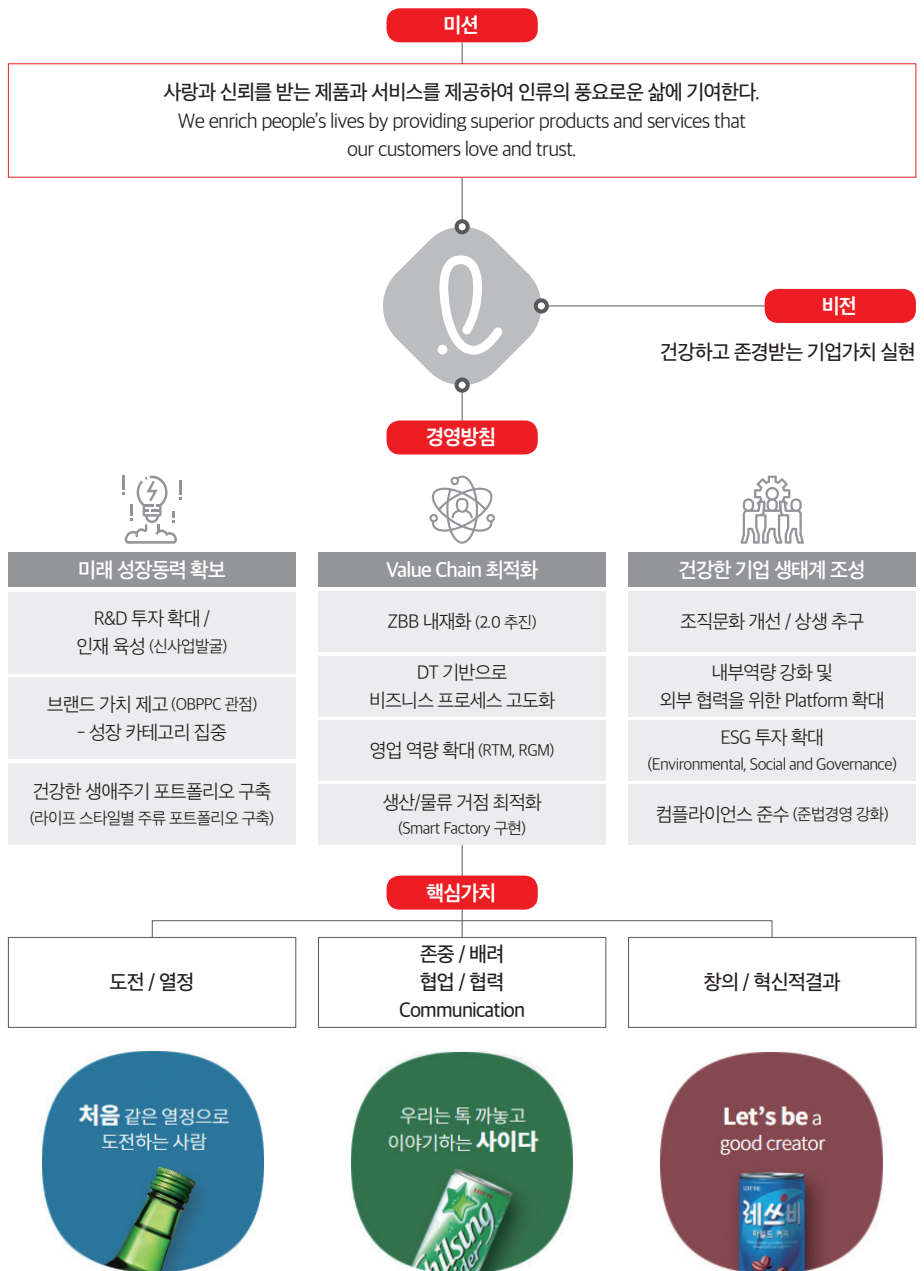 미션
사랑과 신뢰를 받는 제품과 서비스를 제공하여 인류의 풍요로운 삶에 기여한다.
We enrich people's lives by providing superior products and services that
our customers love and trust.
비전
건강하고 존경받는 기업가치 실현
경영방침
미래 성장동력 확보
R&D 투자 확대 /
인재 육성 (신사업발굴)
브랜드 가치 제고 (OBPPC 관점)
- 성장 카테고리 집중
건강한 생애주기 포트폴리오 구축
(라이프 스타일별 주류 포트폴리오 구축)
Value Chain 최적화
ZBB 내재화 (2.0 추진)
DT 기반으로
비즈니스 프로세스 고도화
영업 역량 확대 (RTM, RGM)
생산/물류 거점 최적화
(Smart Factory 구현)
건강한 기업 생태계 조성
조직문화 개선 / 상생 추구
내부역량 강화 및
외부 협력을 위한 Platform 확대
ESG 투자 확대
(Environmental, Social and Governance)
컴플라이언스 준수 (준법경영 강화)
핵심가치
도전 / 열정
존중 / 배려
협업 / 협력
Communication
창의 / 혁신적결과
처음 같은 열정으로
도전하는 사람
우리는 톡 까놓고
이야기하는 사이다
LOTTE
Chilsung
ider
Let's be a
good creator
LOTTE
레쓰비
마일드 커피